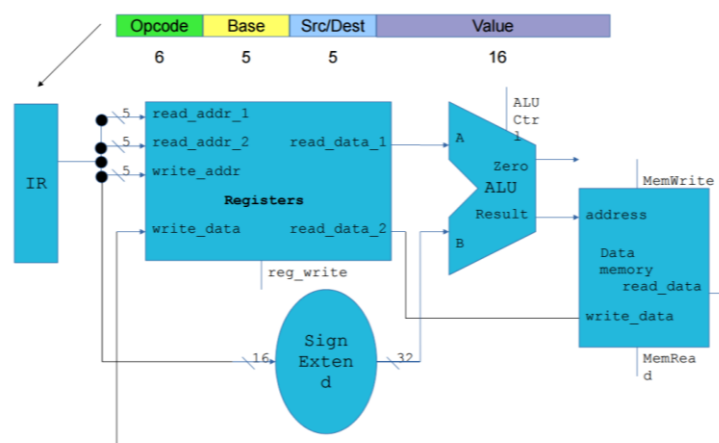 Opcode Base Src/Dest Value
6 5 5 16
IR
5 read_addr_1
5 read_addr_2 read_data_1
5 write_addr
Registers
write_data read_data_2
reg_write
ALU
Ctr
l
A
Zero
ALU
Result
B
MemWrite
address
Data
memory
read_data
write_data
MemRea
d
16
Sign
Exten
d
32